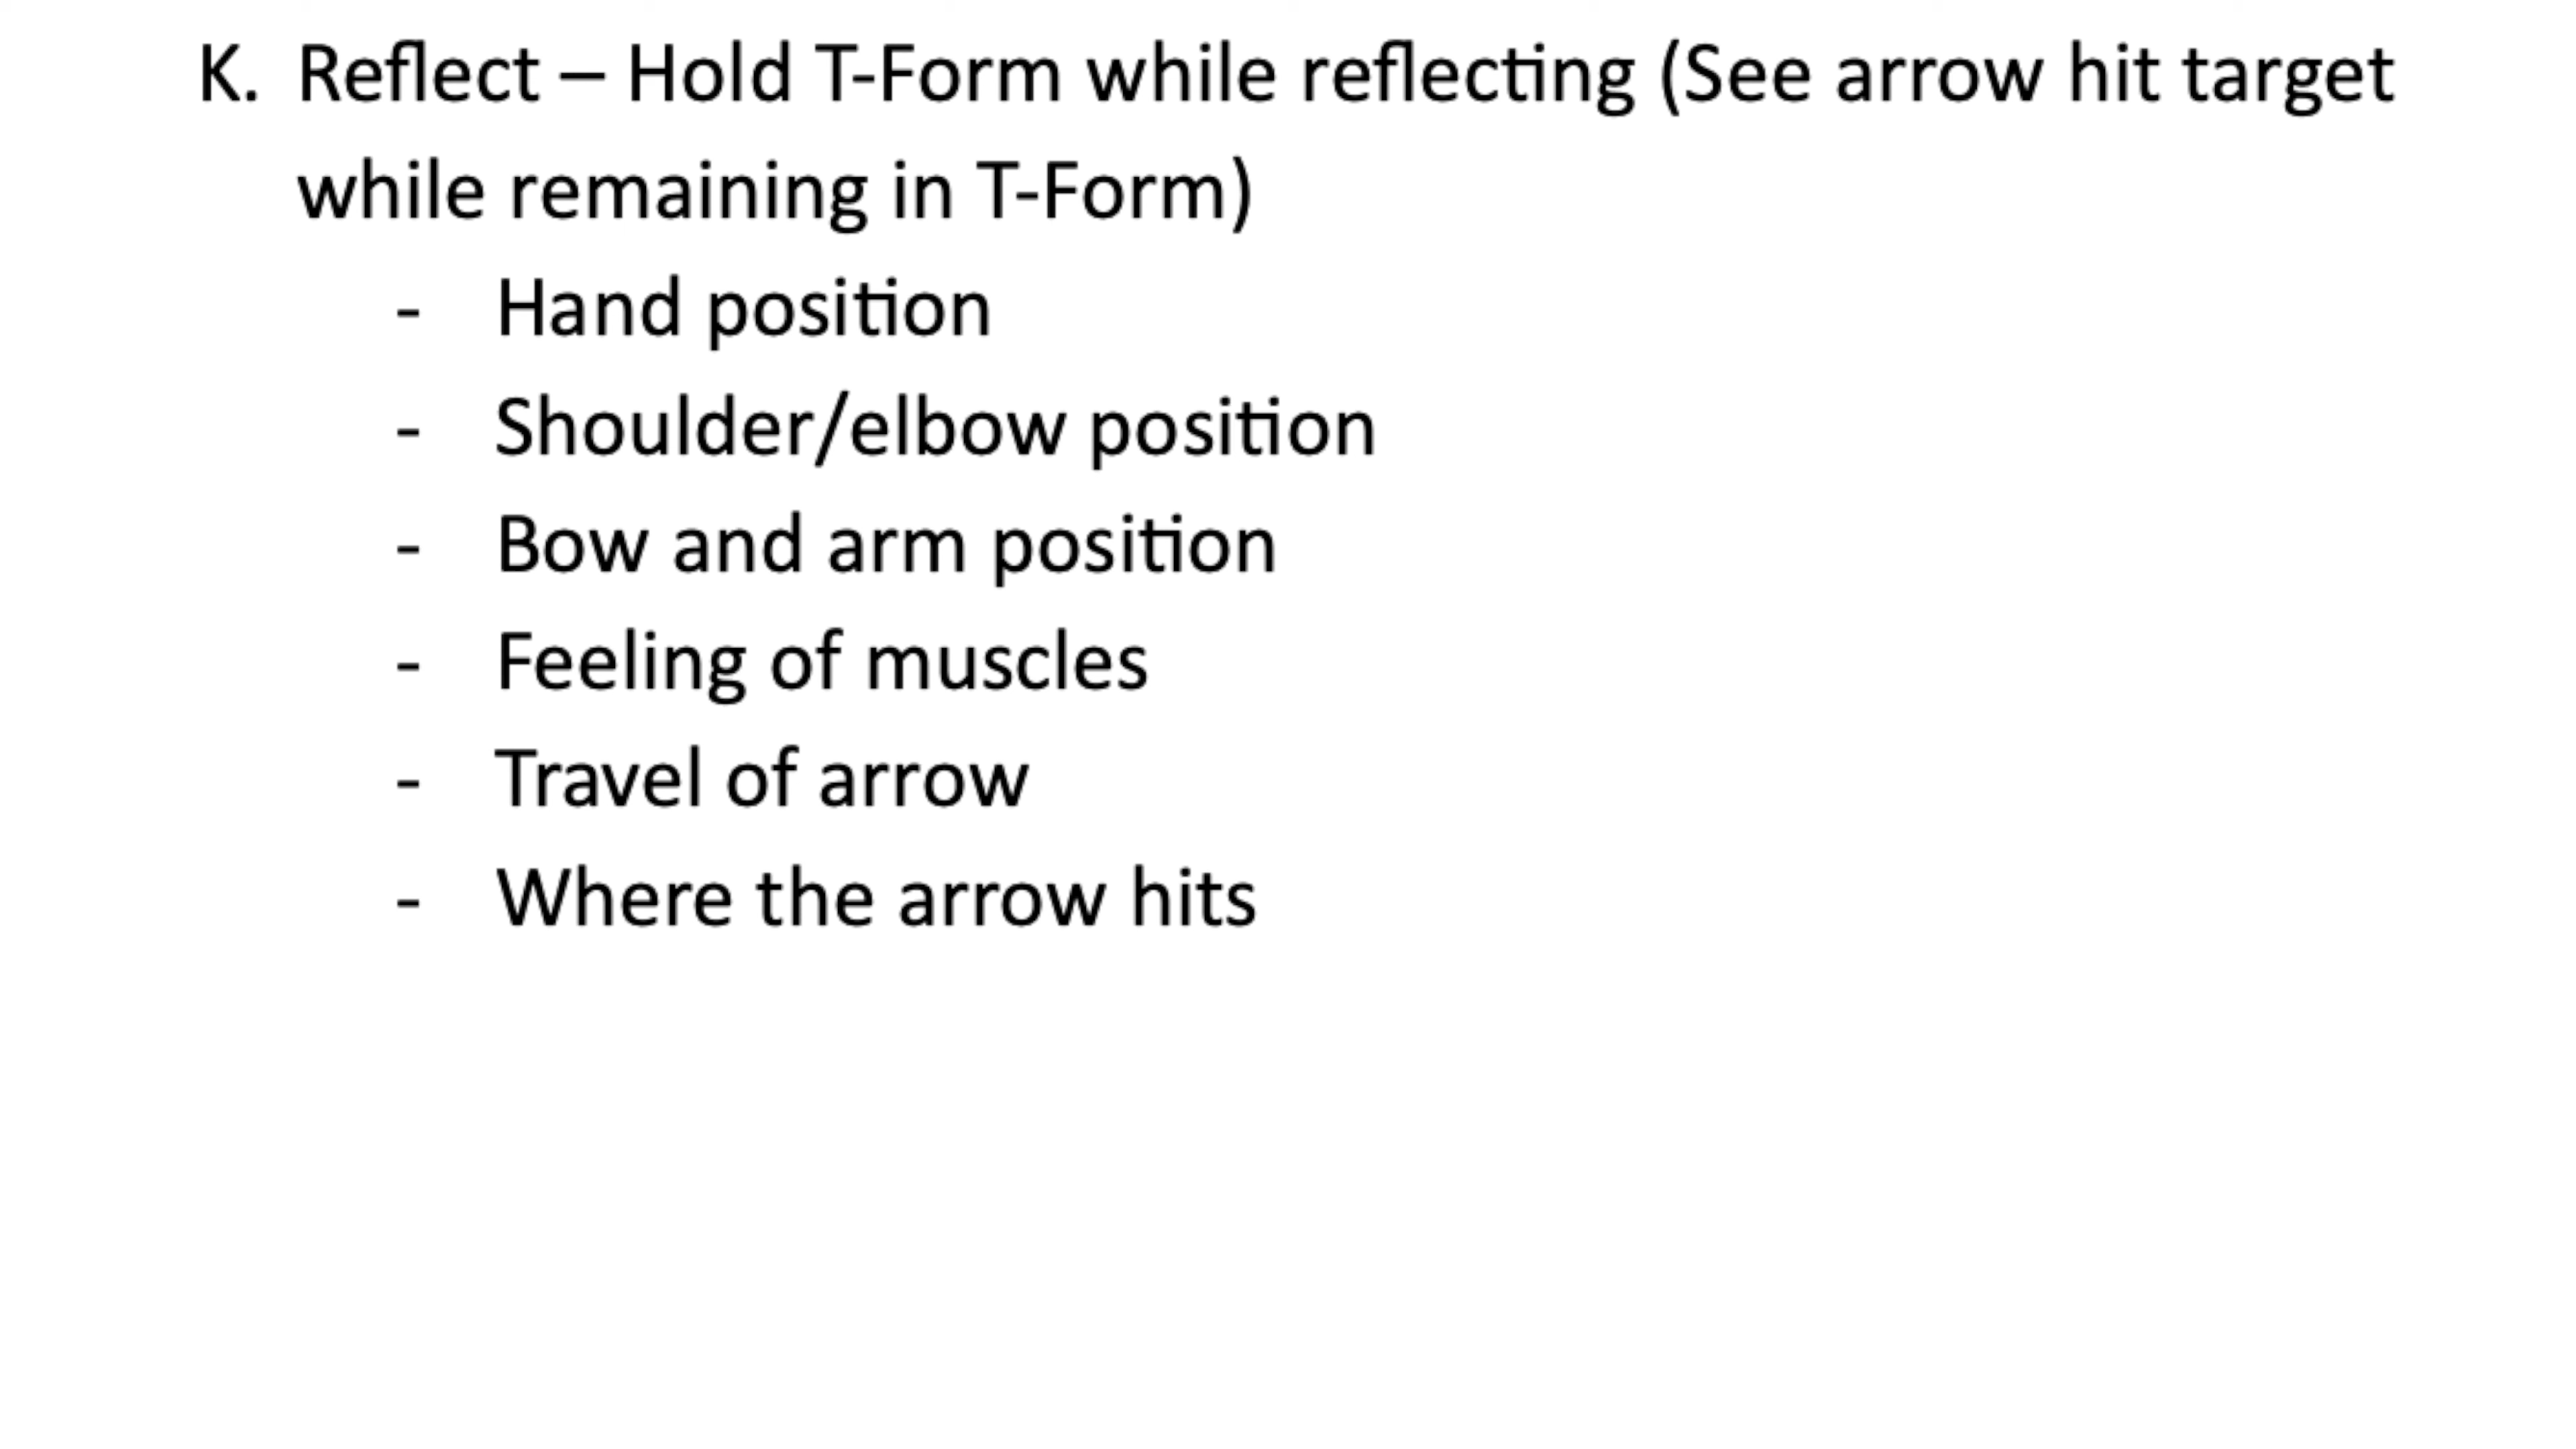 K. Reflect – Hold T-Form while reflecting (See arrow hit target
while remaining in T-Form)
- Hand position
- Shoulder/elbow position
- Bow and arm position
- Feeling of muscles
- Travel of arrow
- Where the arrow hits